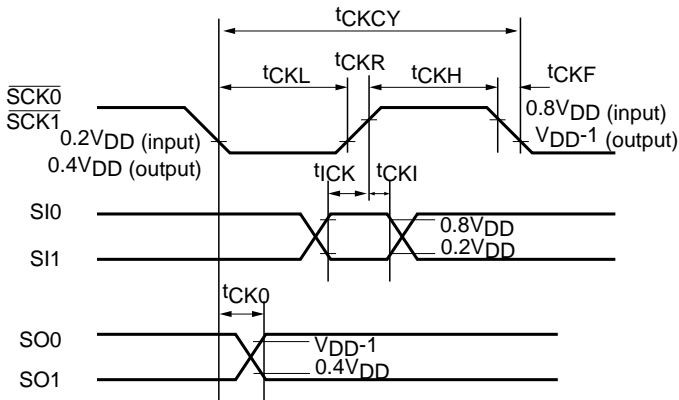 tCKCY
tCKL
tCKR
tCKH
tCKF
SCK0
SCK1
0.2VDD (input)
0.4VDD (output)
0.8VDD (input)
VDD-1 (output)
tICK
tCKI
SI0
SI1
0.8VDD
0.2VDD
tCK0
SO0
SO1
VDD-1
0.4VDD